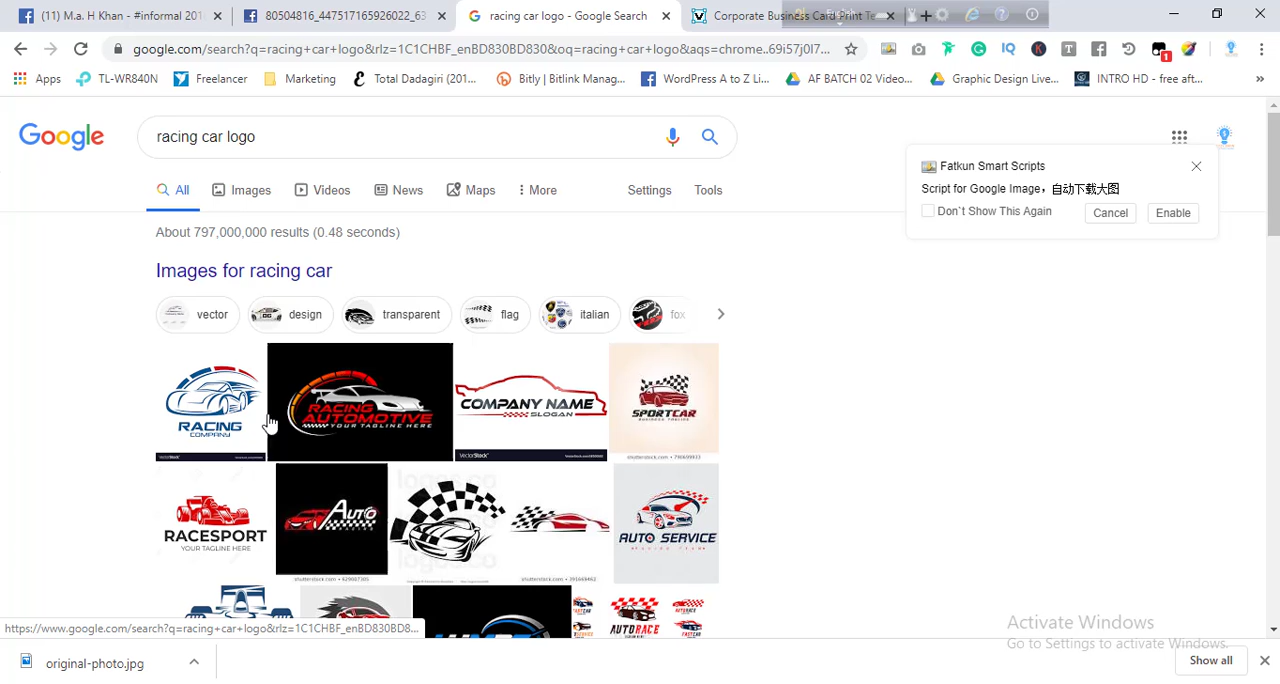 (11) M.a. H Khan - #informal 201
80504816_447517165926022_63
racing car logo - Google Search
Corporate Business Card Print Te
google.com/search?q=racing+car+logo&rlz=1C1CHBF_enBD830BD830&oq=racing+car+logo&aqs=chrome..69i57j0l7...
1
Apps
TL-WR840N
Freelancer
Marketing
Total Dadagiri (201...
Bitly | Bitlink Manag...
WordPress A to Z Li...
AF BATCH 02 Video...
Graphic Design Live...
INTRO HD - free aft...
Google
racing car logo
Fatkun Smart Scripts
Script for Google Image，自动下载大图
Don`t Show This Again
Cancel
Enable
All
Images
Videos
News
Maps
More
Settings
Tools
About 797,000,000 results (0.48 seconds)
Images for racing car
vector
design
transparent
flag
italian
fox
RACING
COMPANY
RACING
AUTOMOTIVE
YOUR TAGLINE HERE
COMPANY NAME
SLOGAN
SPORTCAR
VectorStock
VectorStock
RACESPORT
YOUR TAGLINE HERE
AUTO
AUTO SERVICE
AUTORACE
https://www.google.com/search?q=racing+car+logo&rlz=1C1CHBF_enBD830BD8...
Activate Windows
Go to Settings to activate Windows.
original-photo.jpg
Show all